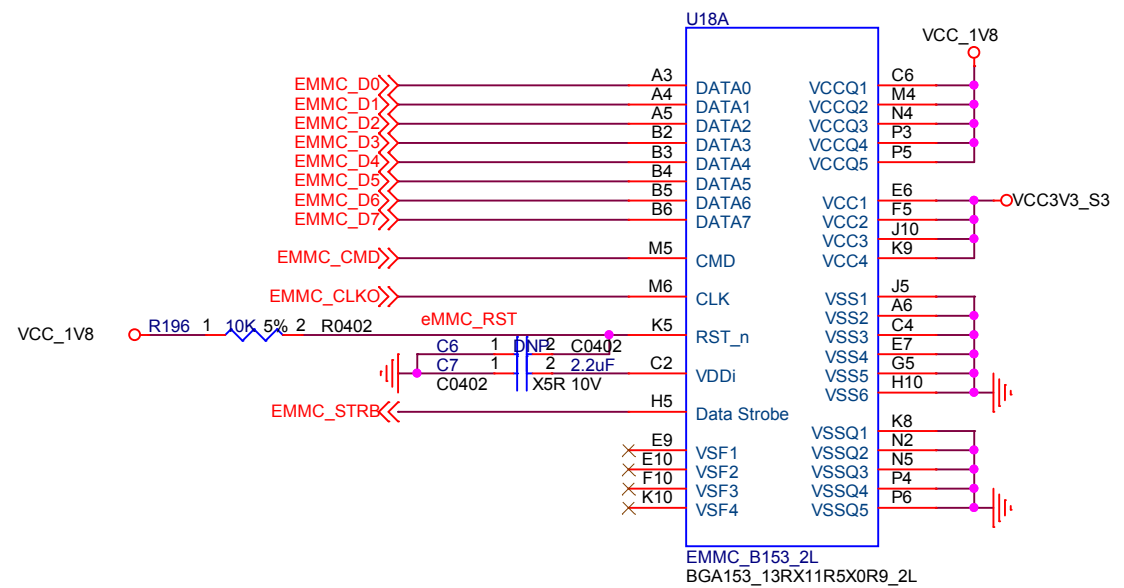 U18A
VCC_1V8
EMMC_D0 A3 DATA0 VCCQ1 C6
EMMC_D1 A4 DATA1 VCCQ2 M4
EMMC_D2 A5 DATA2 VCCQ3 N4
EMMC_D3 B2 DATA3 VCCQ4 P3
EMMC_D4 B3 DATA4 VCCQ5 P5
EMMC_D5 B4 DATA5
EMMC_D6 B5 DATA6 VCC1 E6 VCC3V3_S3
EMMC_D7 B6 DATA7 VCC2 F5
VCC3 J10
EMMC_CMD M5 CMD VCC4 K9
EMMC_CLKO M6 CLK VSS1 J5
VSS2 A6
eMMC_RST
VCC_1V8 R196 1 10K 5% 2 R0402 K5 RST_n VSS3 C4
C6 1 DNP 2 C0402 VSS4 E7
C7 1 2 2.2uF C2 VDDi VSS5 G5
C0402 X5R 10V VSS6 H10
EMMC_STRB H5 Data Strobe
VSSQ1 K8
E9 VSF1 VSSQ2 N2
E10 VSF2 VSSQ3 N5
F10 VSF3 VSSQ4 P4
K10 VSF4 VSSQ5 P6
EMMC_B153_2L
BGA153_13RX11R5X0R9_2L